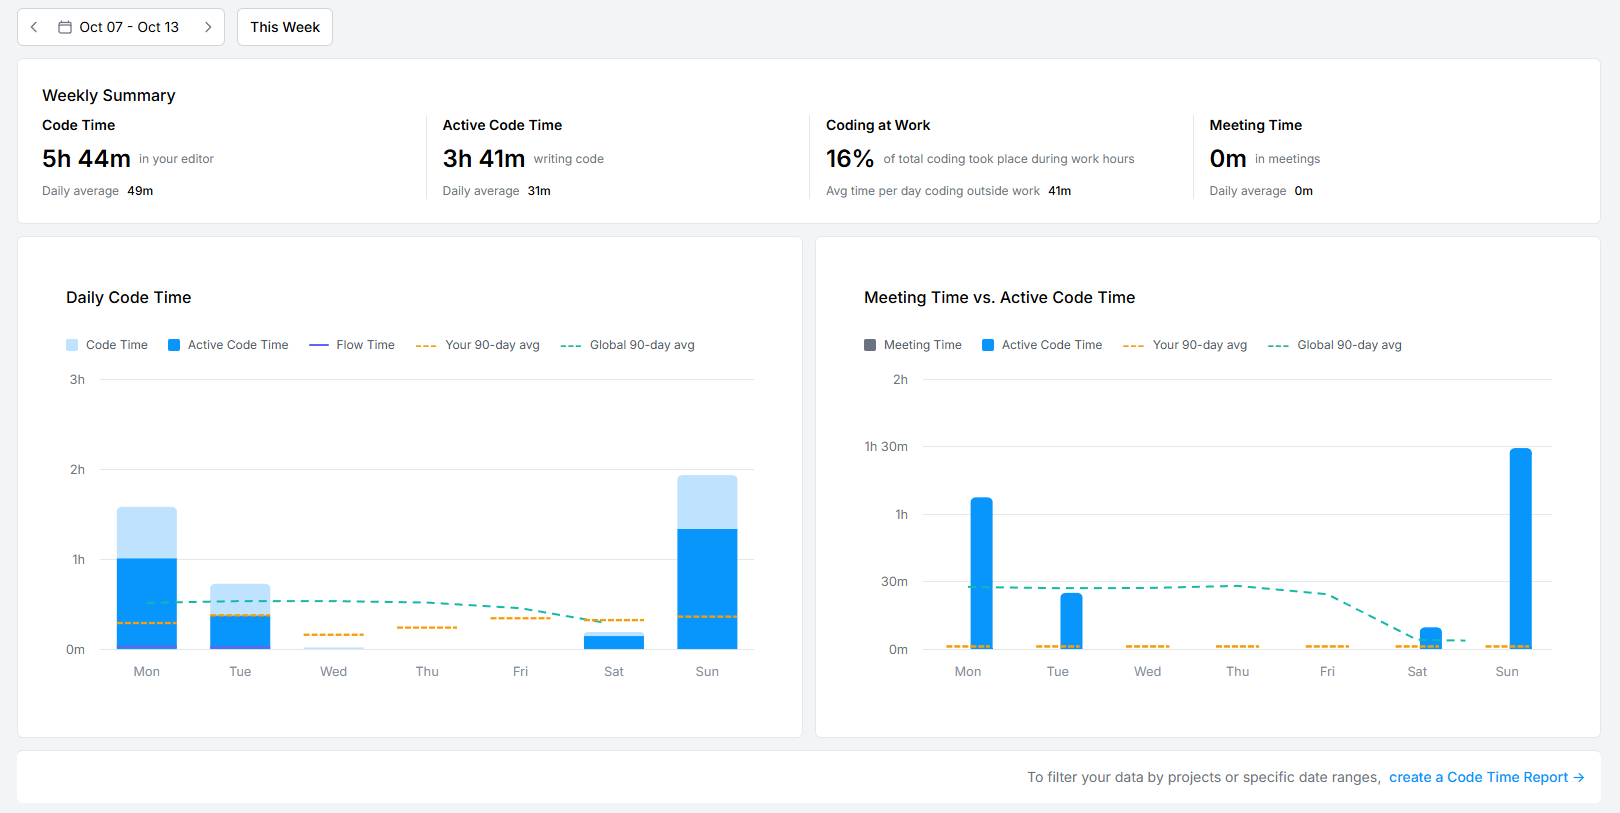 Oct 07 - Oct 13
This Week
Weekly Summary
Code Time
5h 44m in your editor
Daily average 49m
Active Code Time
3h 41m writing code
Daily average 31m
Coding at Work
16% of total coding took place during work hours
Avg time per day coding outside work 41m
Meeting Time
0m in meetings
Daily average 0m
Daily Code Time
Code Time Active Code Time Flow Time Your 90-day avg Global 90-day avg
3h
2h
1h
0m
Mon Tue Wed Thu Fri Sat Sun
Meeting Time vs. Active Code Time
Meeting Time Active Code Time Your 90-day avg Global 90-day avg
2h
1h 30m
1h
30m
0m
Mon Tue Wed Thu Fri Sat Sun
To filter your data by projects or specific date ranges, create a Code Time Report →